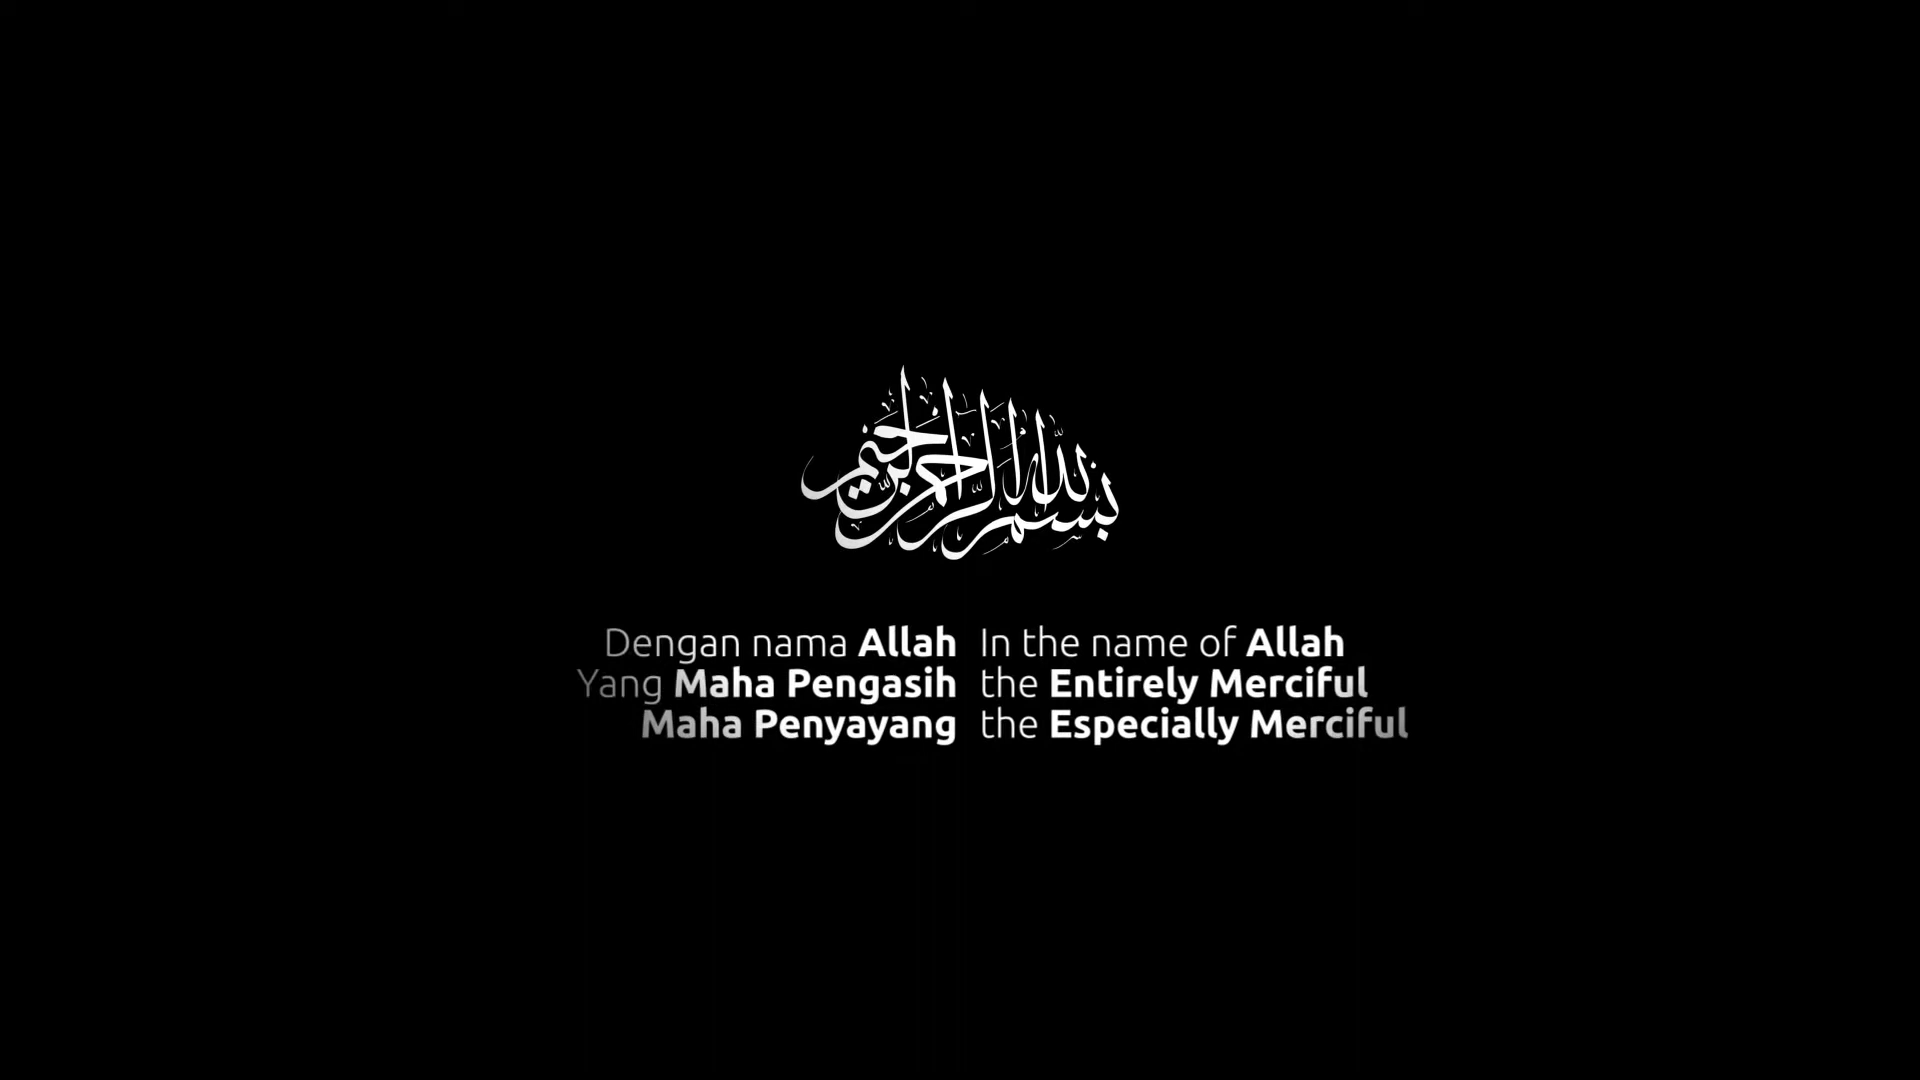 بسم الله الرحمن الرحيم
Dengan nama Allah
Yang Maha Pengasih
Maha Penyayang
In the name of Allah
the Entirely Merciful
the Especially Merciful